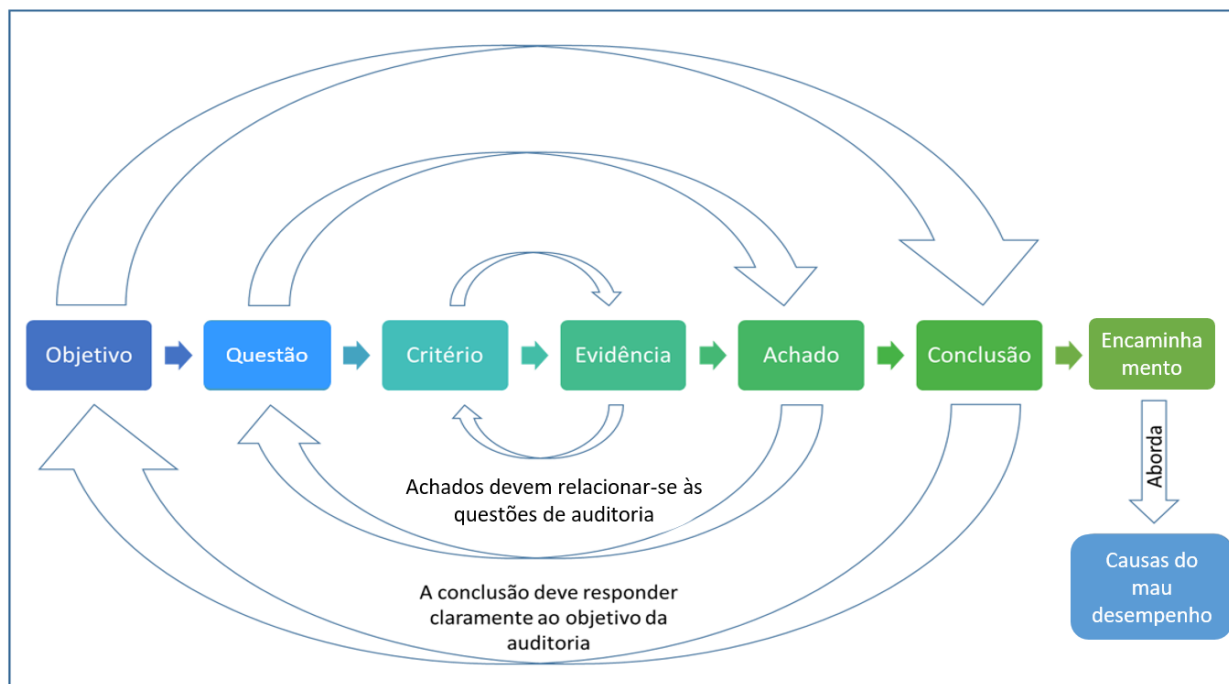 Objetivo
Questão
Critério
Evidência
Achado
Conclusão
Encaminha
mento
Achados devem relacionar-se às
questões de auditoria
A conclusão deve responder
claramente ao objetivo da
auditoria
Aborda
Causas do
mau
desempenho